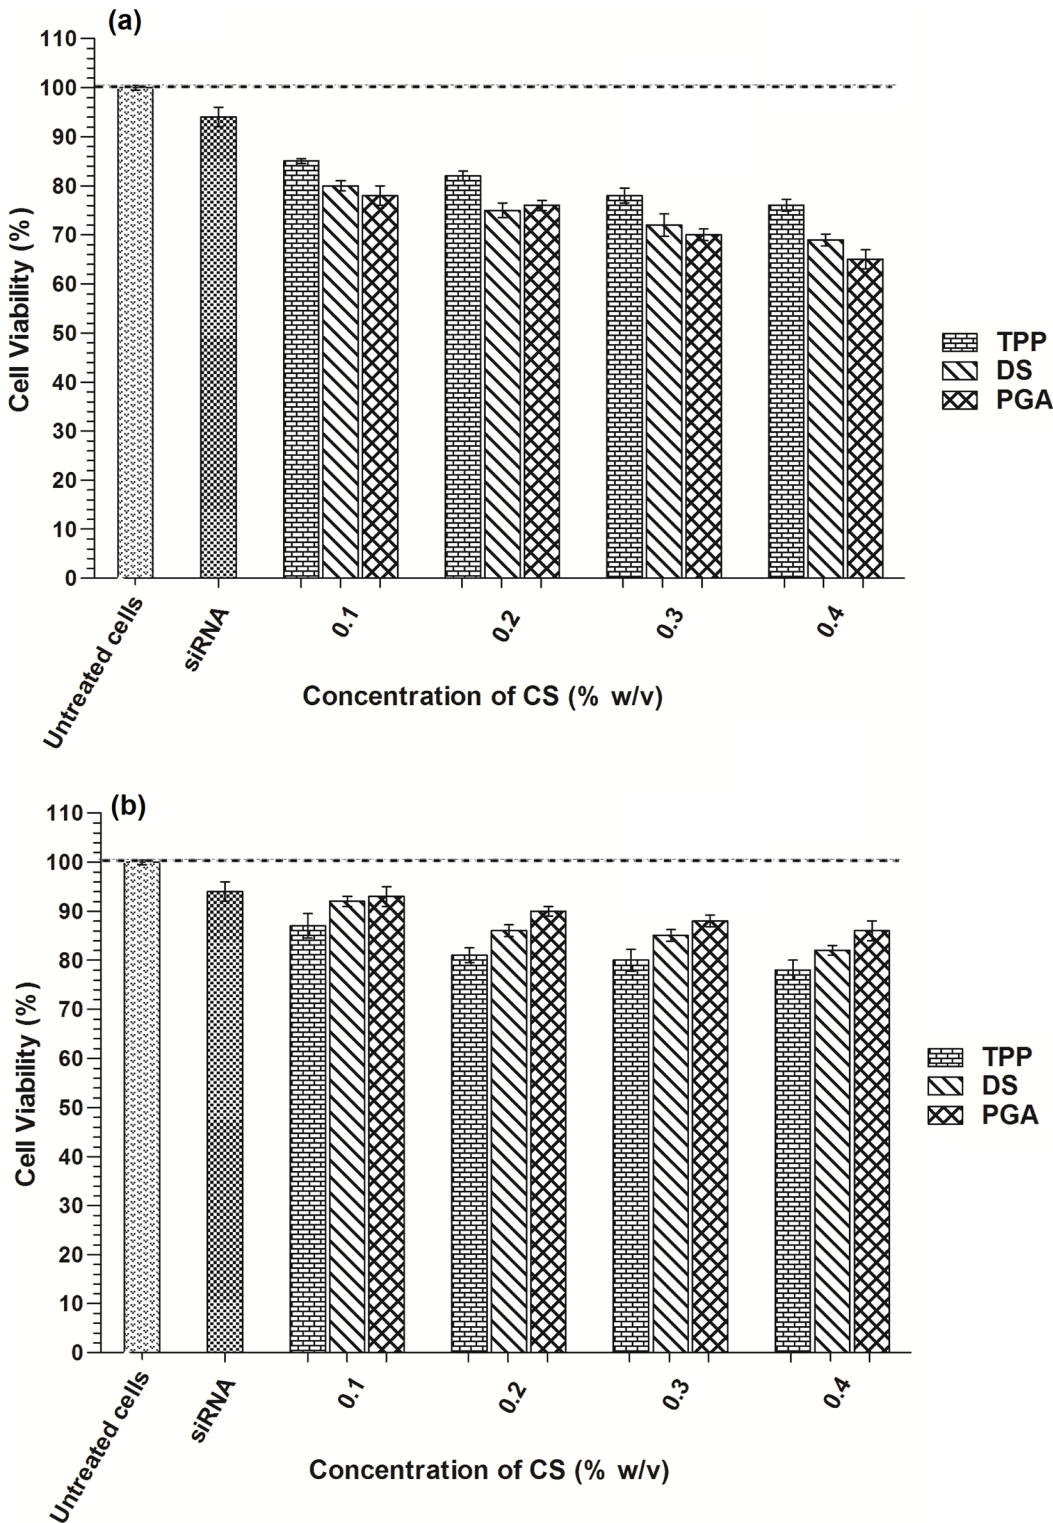 (a)
110
100
90
80
70
60
50
40
30
20
10
0
Cell Viability (%)
Untreated cells
siRNA
0.1
0.2
0.3
0.4
Concentration of CS (% w/v)
TPP
DS
PGA
(b)
110
100
90
80
70
60
50
40
30
20
10
0
Cell Viability (%)
Untreated cells
siRNA
0.1
0.2
0.3
0.4
Concentration of CS (% w/v)
TPP
DS
PGA